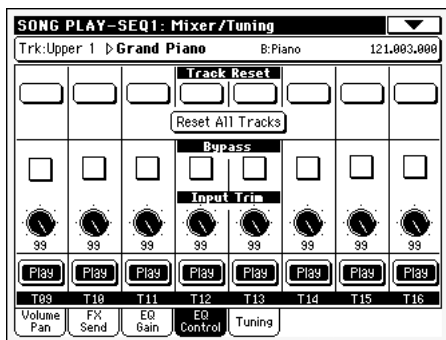 SONG PLAY-SEQ1: Mixer/Tuning
Trk:Upper 1 ▷Grand Piano B:Piano 121.003.000
Track Reset
Reset All Tracks
Bypass
Input Trim
99 99 99 99 99 99 99 99
Play Play Play Play Play Play Play Play
T09 T10 T11 T12 T13 T14 T15 T16
Volume Pan FX Send EQ Gain EQ Control Tuning